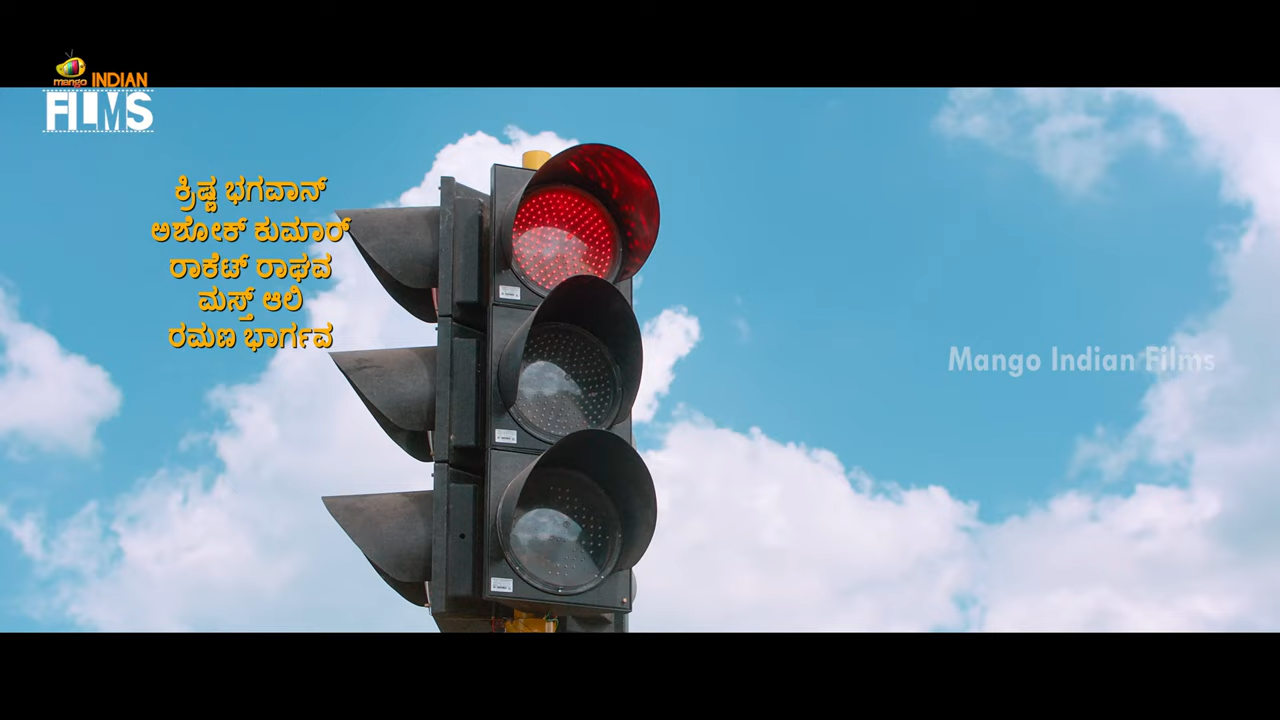 mango INDIAN
FILMS
ಕ್ರಿಷ್ಣ ಭಗವಾನ್
ಅಶೋಕ್ ಕುಮಾರ್
ರಾಕೆಟ್ ರಾಘವ
ಮಸ್ತ್ ಆಲಿ
ರಮಣ ಭಾರ್ಗವ
Mango Indian Films